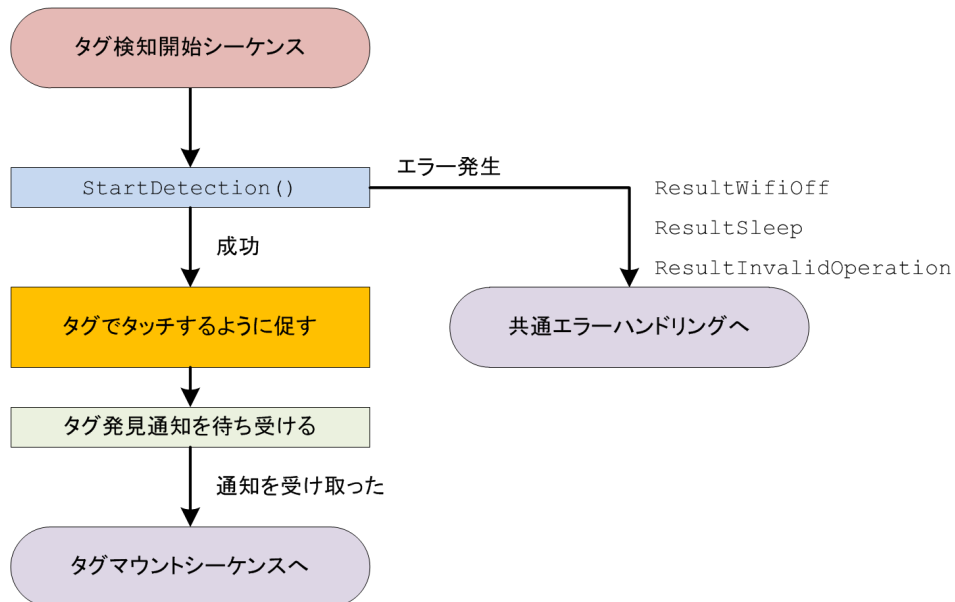 タグ検知開始シーケンス
StartDetection()
エラー発生
ResultWifiOff
ResultSleep
ResultInvalidOperation
成功
タグでタッチするように促す
共通エラーハンドリングへ
タグ発見通知を待ち受ける
通知を受け取った
タグマウントシーケンスへ